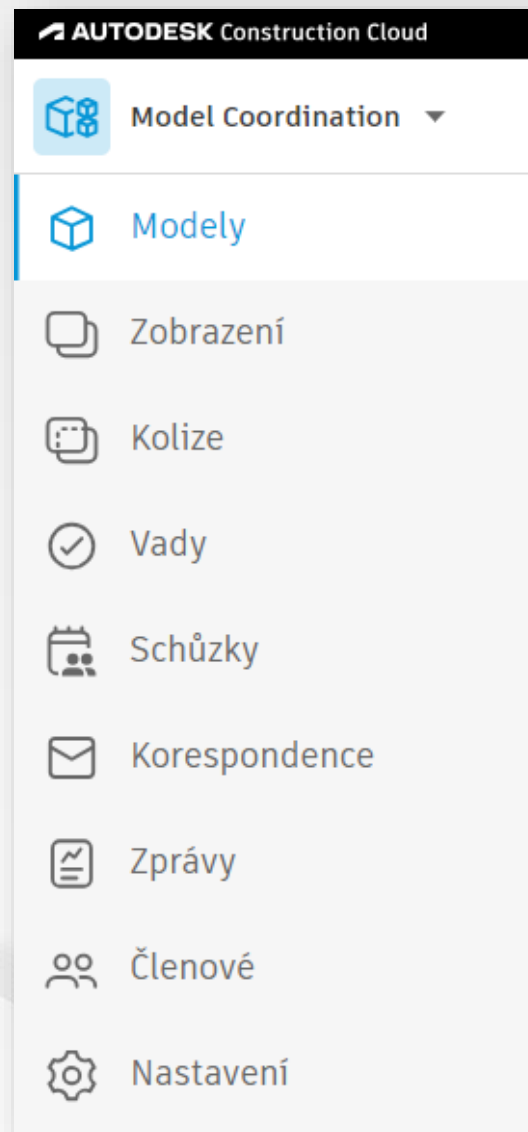 AUTODESK Construction Cloud
Model Coordination
Modely
Zobrazení
Kolize
Vady
Schůzky
Korespondence
Zprávy
Členové
Nastavení